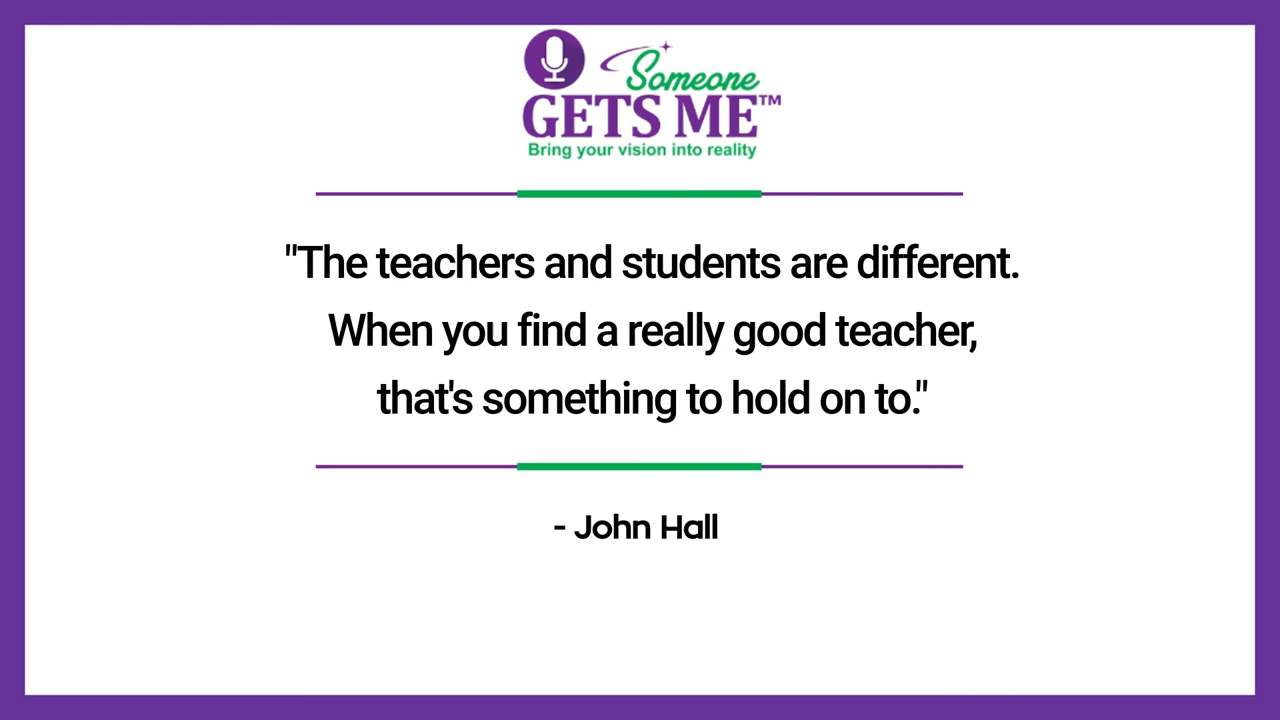 Someone
GETS ME™
Bring your vision into reality
"The teachers and students are different.
When you find a really good teacher,
that's something to hold on to."
- John Hall